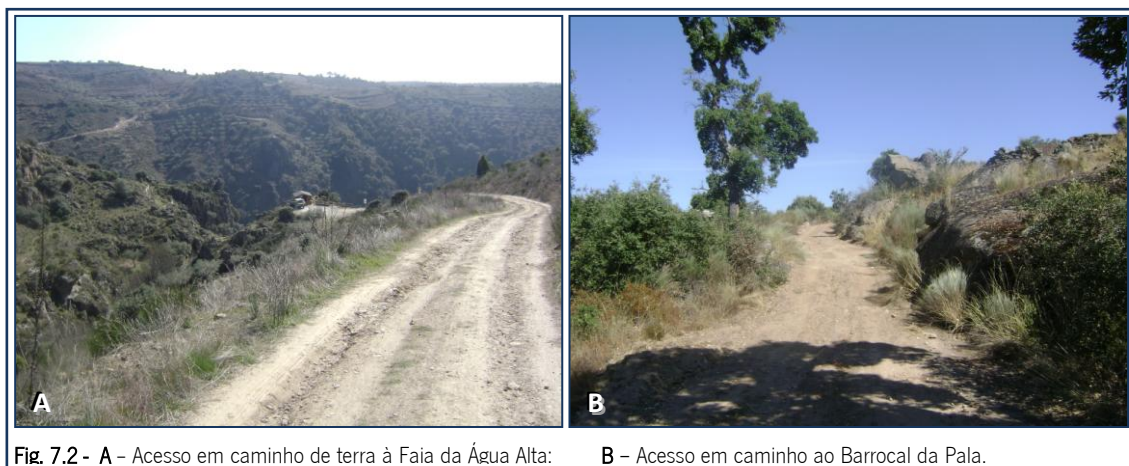 A
B
Fig. 7.2 - A – Acesso em caminho de terra à Faia da Água Alta: B – Acesso em caminho ao Barrocal da Pala.